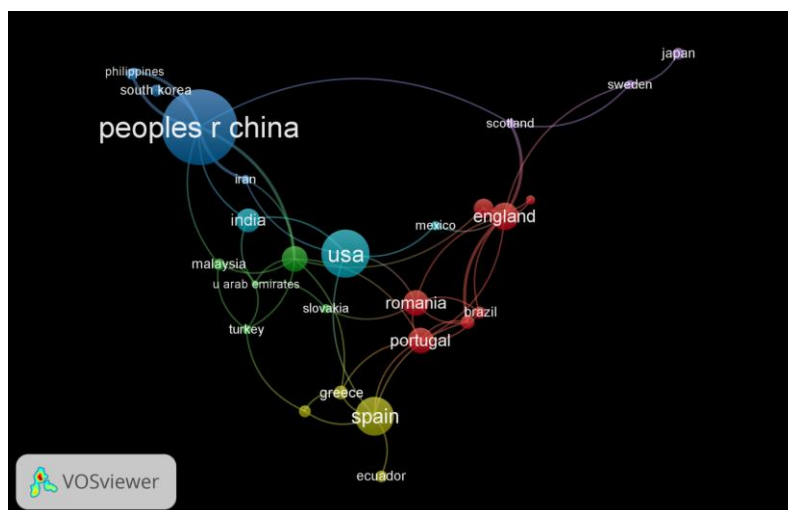 japan
philippines
sweden
south korea
peoples r china
scotland
iran
india
england
mexico
usa
malaysia
u arab emirates
romania
slovakia
brazil
turkey
portugal
greece
spain
ecuador
VOSviewer